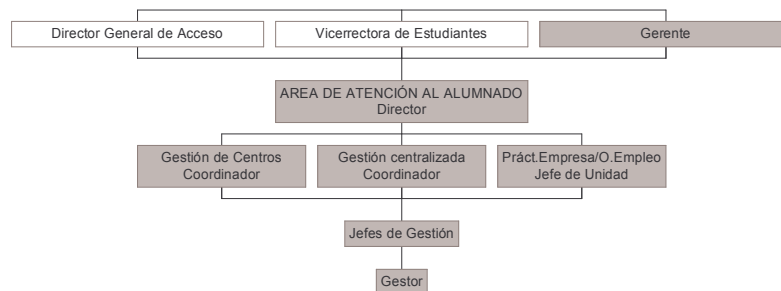 Director General de Acceso
Vicerrectora de Estudiantes
Gerente
AREA DE ATENCIÓN AL ALUMNADO
Director
Gestión de Centros
Coordinador
Gestión centralizada
Coordinador
Práct.Empresa/O.Empleo
Jefe de Unidad
Jefes de Gestión
Gestor